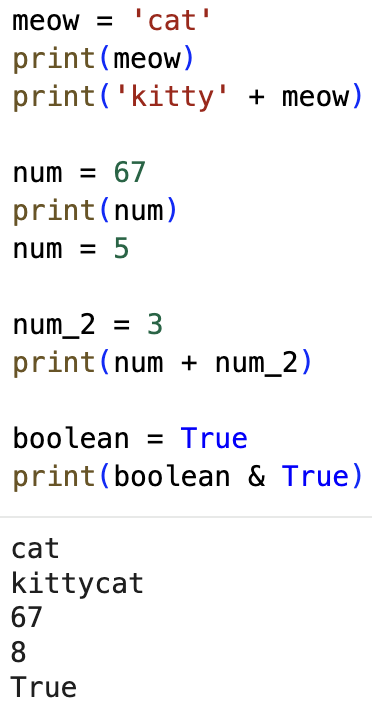 meow = 'cat'
print(meow)
print('kitty' + meow)
num = 67
print(num)
num = 5
num_2 = 3
print(num + num_2)
boolean = True
print(boolean & True)
cat
kittycat
67
8
True